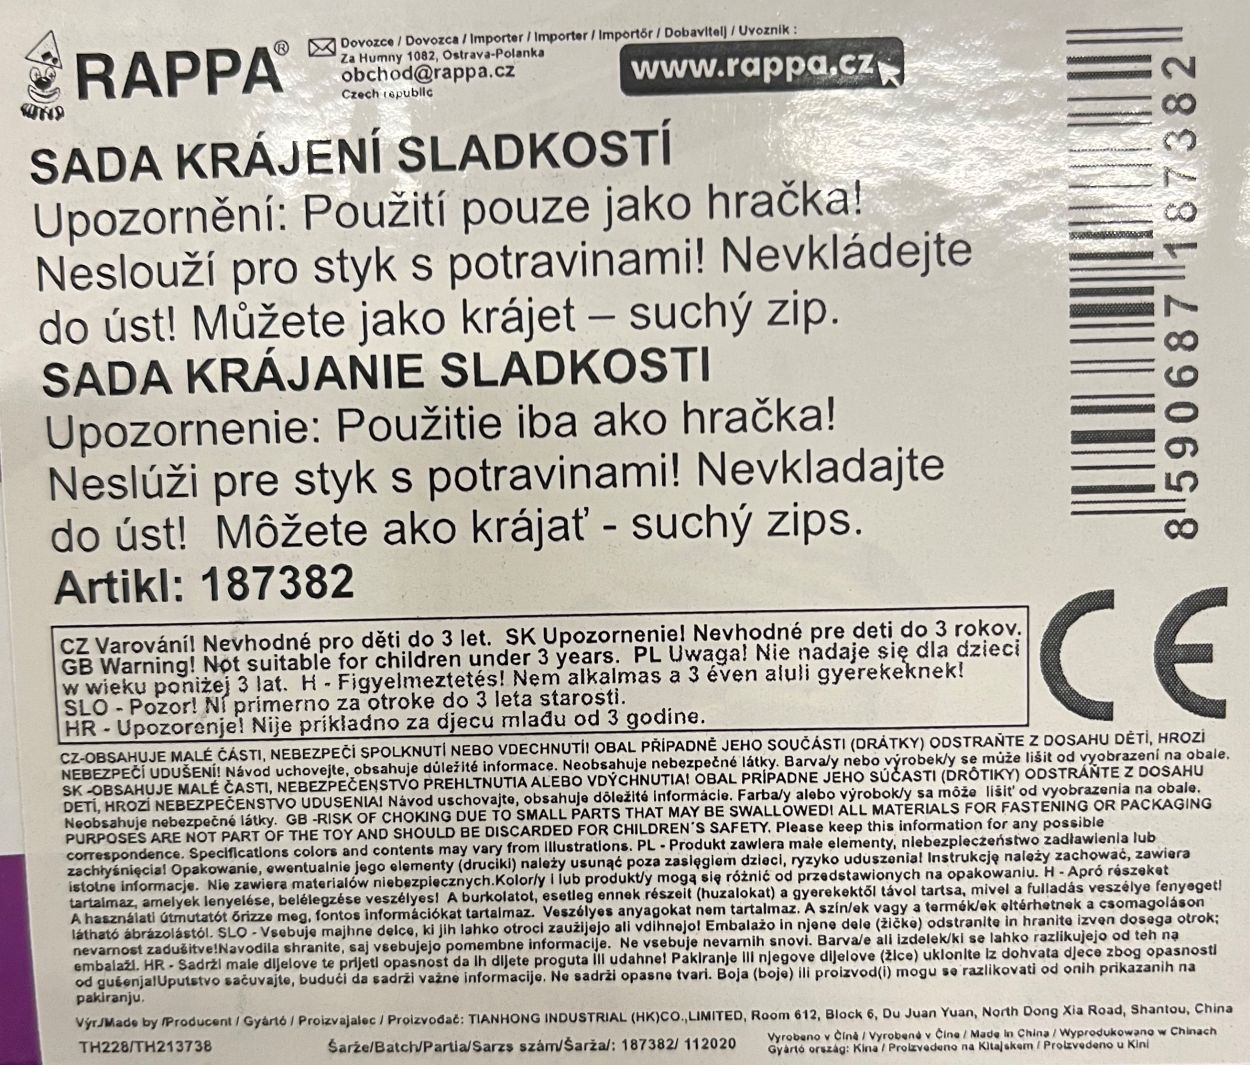 RAPPA®
Dovozce / Dovozca / Importer / Importer / Importőr / Dobavitelj / Uvoznik :
Za Humny 1082, Ostrava-Polanka
obchod@rappa.cz
Czech republic
www.rappa.cz
SADA KRÁJENÍ SLADKOSTÍ
Upozornění: Použití pouze jako hračka!
Neslouží pro styk s potravinami! Nevkládejte
do úst! Můžete jako krájet – suchý zip.
SADA KRÁJANIE SLADKOSTI
Upozornenie: Použitie iba ako hračka!
Neslúži pre styk s potravinami! Nevkladajte
do úst! Môžete ako krájať - suchý zips.
Artikl: 187382
8 590687 187382
CE
CZ Varování! Nevhodné pro děti do 3 let. SK Upozornenie! Nevhodné pre deti do 3 rokov.
GB Warning! Not suitable for children under 3 years. PL Uwaga! Nie nadaje się dla dzieci
w wieku poniżej 3 lat. H - Figyelmeztetés! Nem alkalmas a 3 éven aluli gyerekeknek!
SLO - Pozor! Ni primerno za otroke do 3 leta starosti.
HR - Upozorenje! Nije prikladno za djecu mlađu od 3 godine.
CZ-OBSAHUJE MALÉ ČÁSTI, NEBEZPEČÍ SPOLKNUTÍ NEBO VDECHNUTÍ! OBAL PŘÍPADNĚ JEHO SOUČÁSTI (DRÁTKY) ODSTRAŇTE Z DOSAHU DĚTÍ, HROZÍ
NEBEZPEČÍ UDUŠENÍ! Návod uchovejte, obsahuje důležité informace. Neobsahuje nebezpečné látky. Barva/y nebo výrobek/y se může lišit od vyobrazení na obale.
SK -OBSAHUJE MALÉ ČASTI, NEBEZPEČENSTVO PREHLTNUTIA ALEBO VDÝCHNUTIA! OBAL PRÍPADNE JEHO SÚČASTI (DRÔTIKY) ODSTRÁNTE Z DOSAHU
DETÍ, HROZÍ NEBEZPEČENSTVO UDUSENIA! Návod uschovajte, obsahuje dôležité informácie. Farba/y alebo výrobok/y sa môže lišiť od vyobrazenia na obale.
Neobsahuje nebezpečné látky. GB -RISK OF CHOKING DUE TO SMALL PARTS THAT MAY BE SWALLOWED! ALL MATERIALS FOR FASTENING OR PACKAGING
PURPOSES ARE NOT PART OF THE TOY AND SHOULD BE DISCARDED FOR CHILDREN´S SAFETY. Please keep this information for any possible
correspondence. Specifications colors and contents may vary from illustrations. PL - Produkt zawiera małe elementy, niebezpieczeństwo zadławienia lub
zachłyśnięcia! Opakowanie, ewentualnie jego elementy (druciki) należy usunąć poza zasięgiem dzieci, ryzyko uduszenia! Instrukcję należy zachować, zawiera
istotne informacje. Nie zawiera materiałów niebezpiecznych.Kolor/y i lub produkt/y mogą się różnić od przedstawionych na opakowaniu. H - Apró részeket
tartalmaz, amelyek lenyelése, belélegzése veszélyes! A burkolatot, esetleg ennek részeit (huzalokat) a gyerekektől távol tartsa, mivel a fulladás veszélye fenyeget!
A használati útmutatót őrizze meg, fontos információkat tartalmaz. Veszélyes anyagokat nem tartalmaz. A szín/ek vagy a termék/ek eltérhetnek a csomagoláson
látható ábrázolástól. SLO - Vsebuje majhne delce, ki jih lahko otroci zaužijejo ali vdihnejo! Embalažo in njene dele (žičke) odstranite in hranite izven dosega otrok;
nevarnost zadušitve!Navodila shranite, saj vsebujejo pomembne informacije. Ne vsebuje nevarnih snovi. Barva/e ali izdelek/ki se lahko razlikujejo od teh na
embalaži. HR - Sadrži male dijelove te prijeti opasnost da ih dijete proguta ili udahne! Pakiranje ili njegove dijelove (žice) uklonite iz dohvata djece zbog opasnosti
od gušenja!Uputstvo sačuvajte, budući da sadrži važne informacije. Ne sadrži opasne tvari. Boja (boje) ili proizvod(i) mogu se razlikovati od onih prikazanih na
pakiranju.
Výr./Made by /Producent / Gyártó / Proizvajalec / Proizvođač: TIANHONG INDUSTRIAL (HK)CO.,LIMITED, Room 612, Block 6, Du Juan Yuan, North Dong Xia Road, Shantou, China
TH228/TH213738
Šarže/Batch/Partia/Sarzs szám/Šarža/: 187382/ 112020
Vyrobeno v Číně / Vyrobené v Číne / Made in China / Wyprodukowano w Chinach
Gyártó ország: Kína / Proizvedeno na Kitajskem / Proizvedeno u Kini